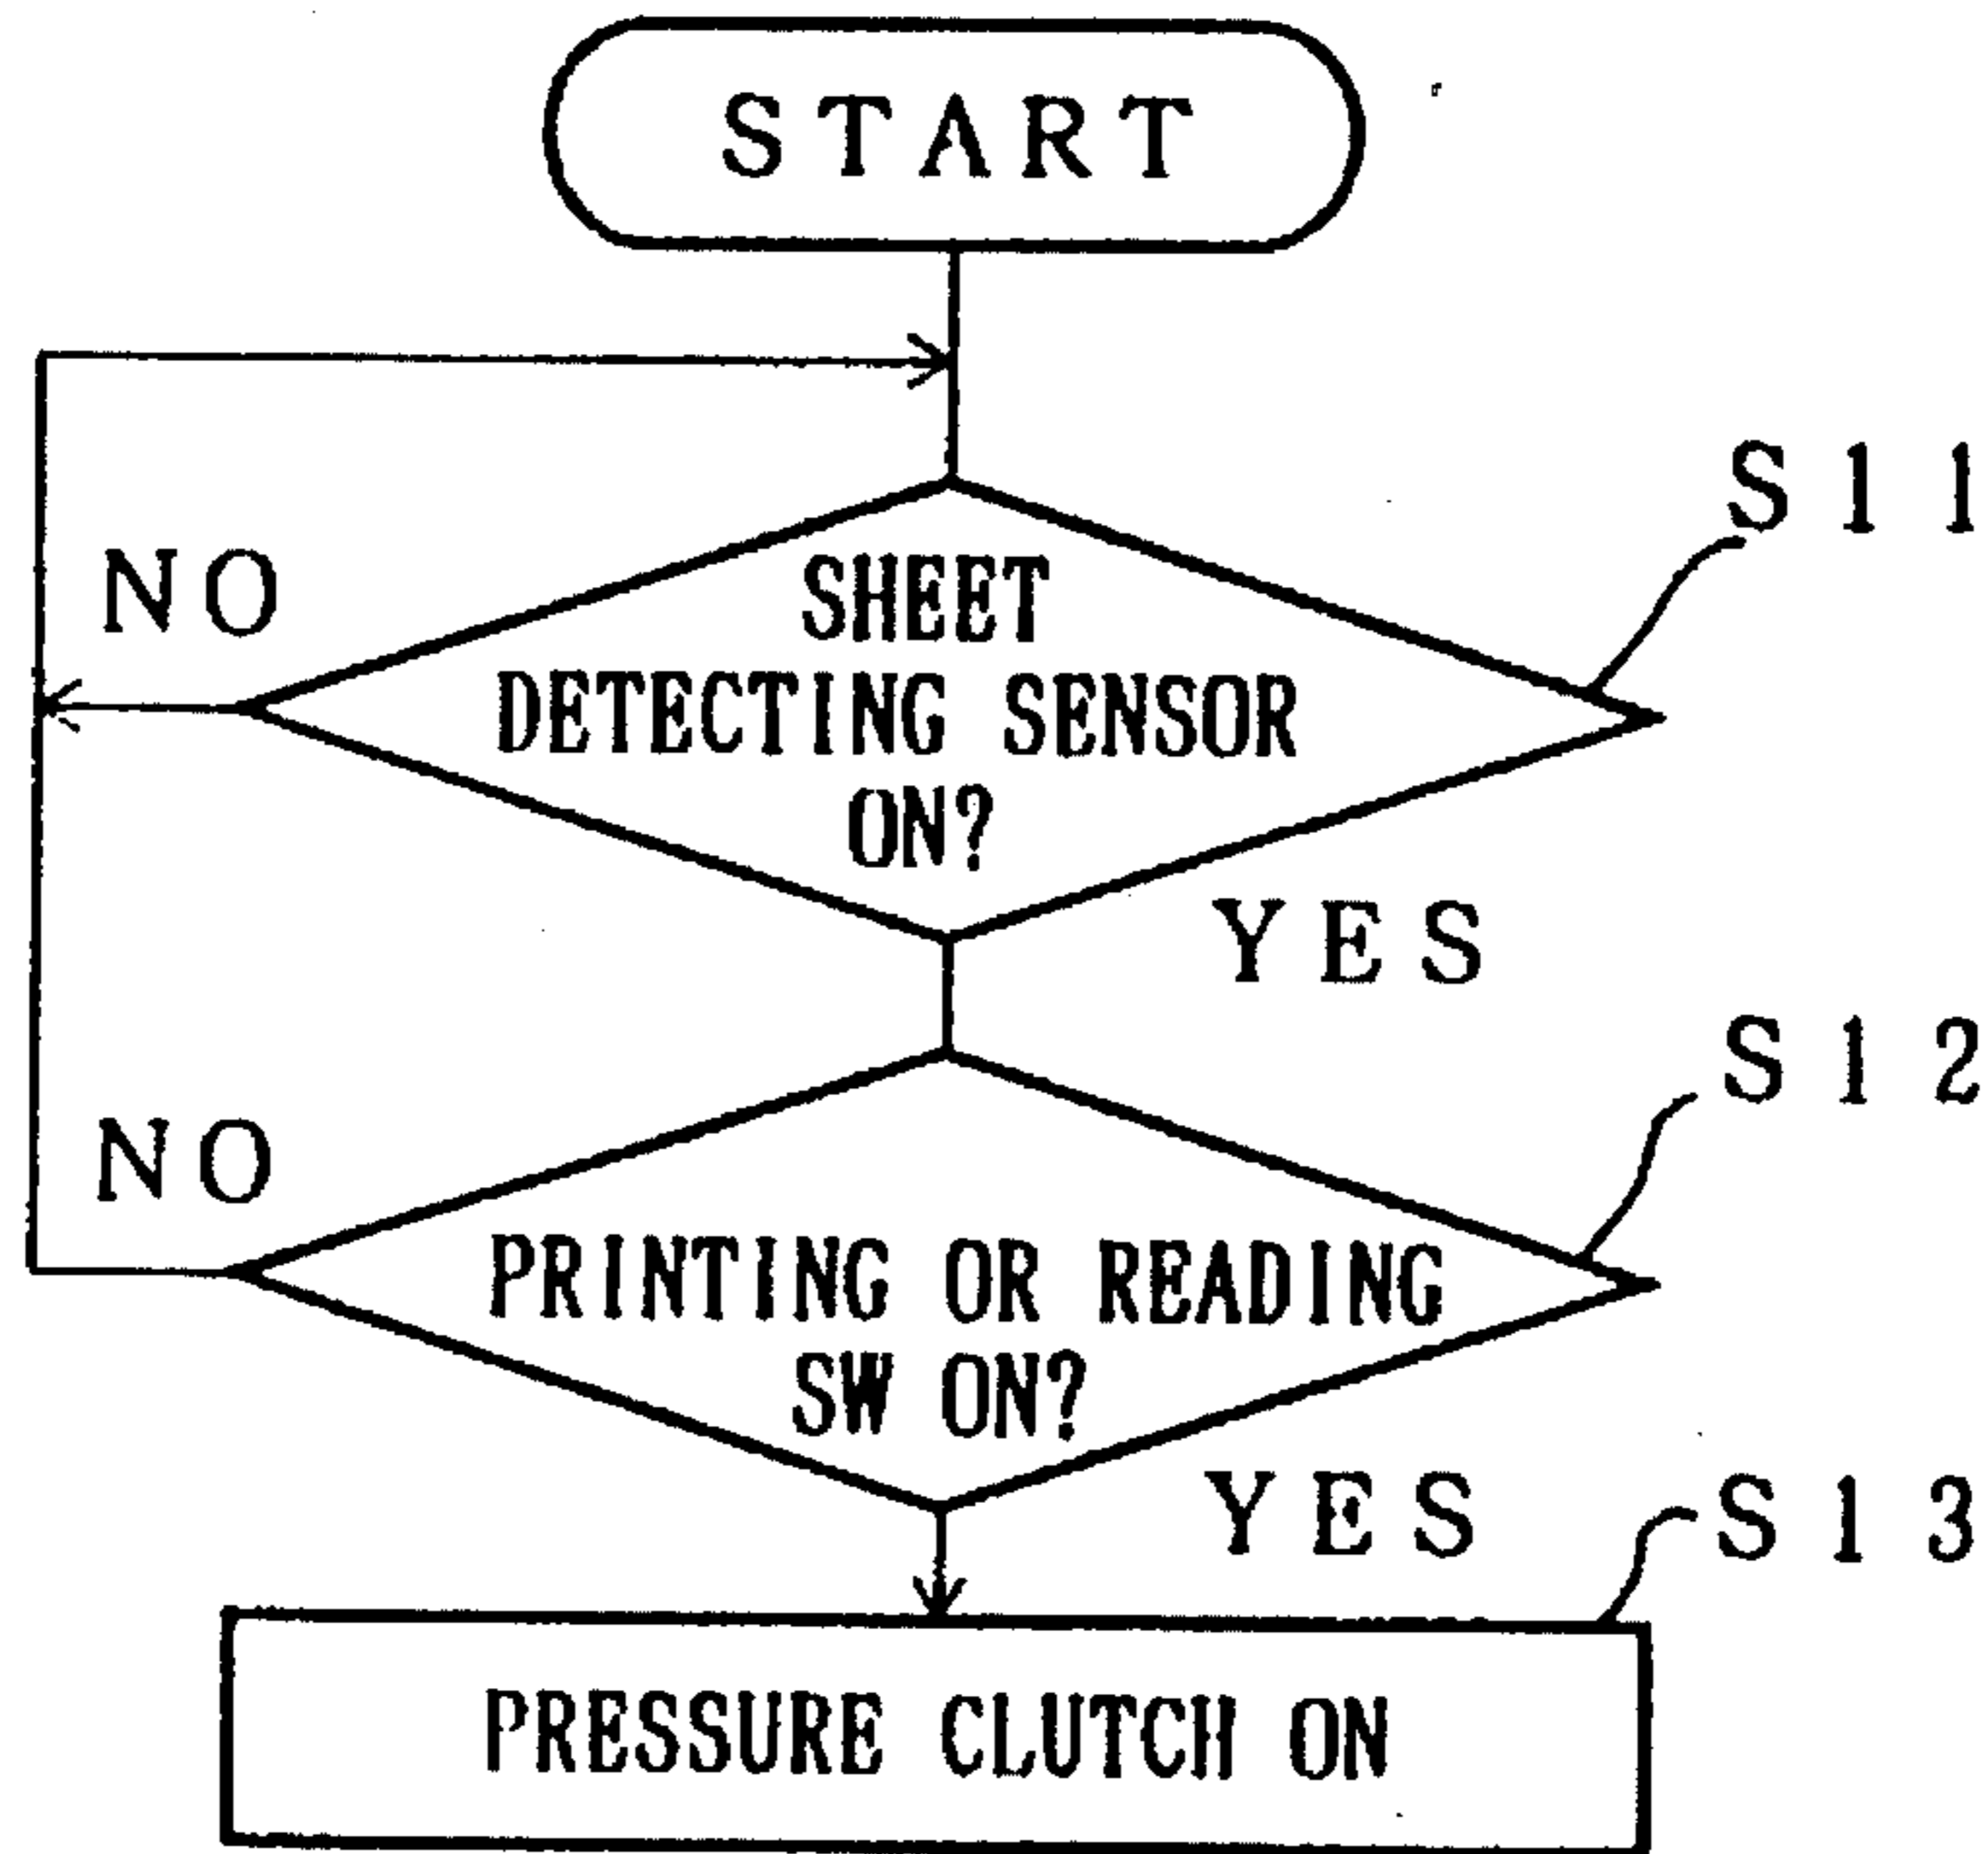 START
S11
NO
SHEET
DETECTING SENSOR
ON?
YES
S12
NO
PRINTING OR READING
SW ON?
YES
S13
PRESSURE CLUTCH ON